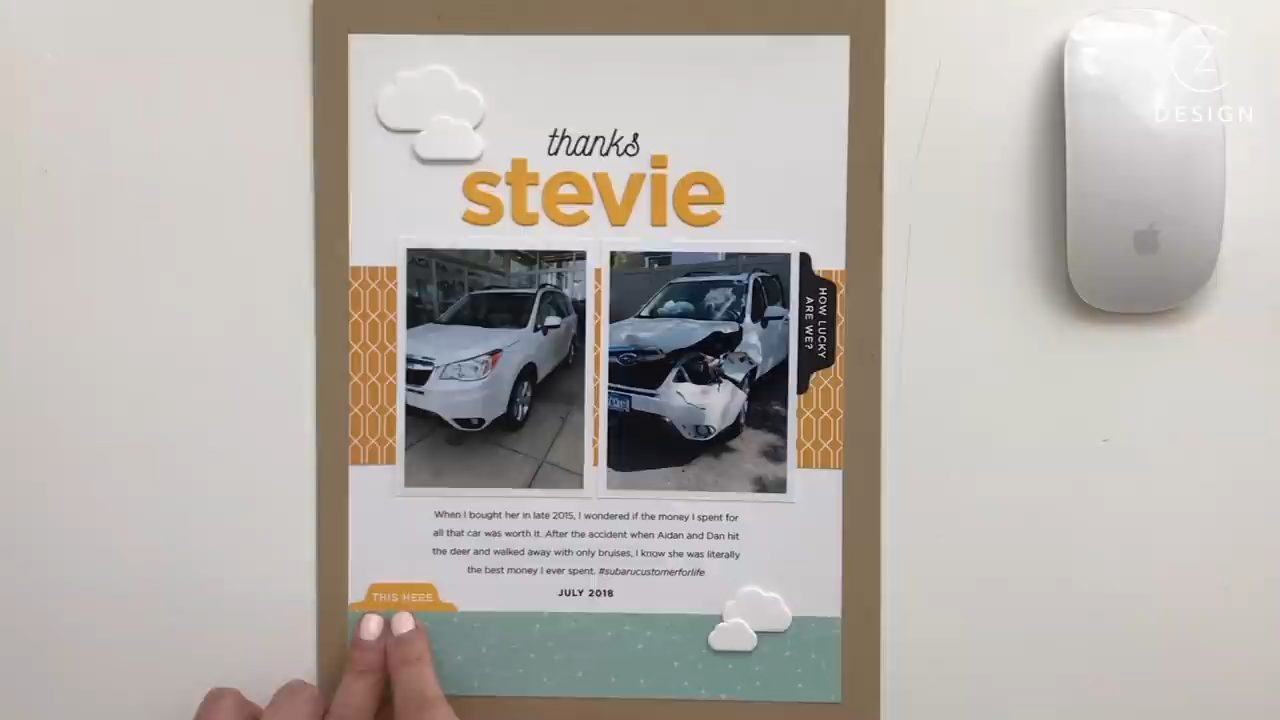 CZ
DESIGN
thanks
stevie
HOW LUCKY
ARE WE?
When I bought her in late 2015, I wondered if the money I spent for
all that car was worth it. After the accident when Aidan and Dan hit
the deer and walked away with only bruises, I know she was literally
the best money I ever spent. #subarucustomerforlife
JULY 2018
THIS HERE